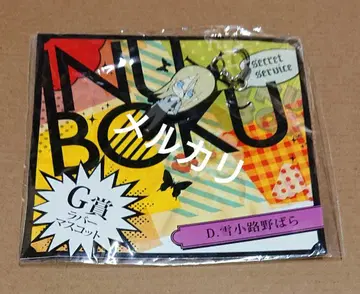 INU
BOKU
secret
service
メルカリ
G賞
ラバー
マスコット
D.雪小路野ばら